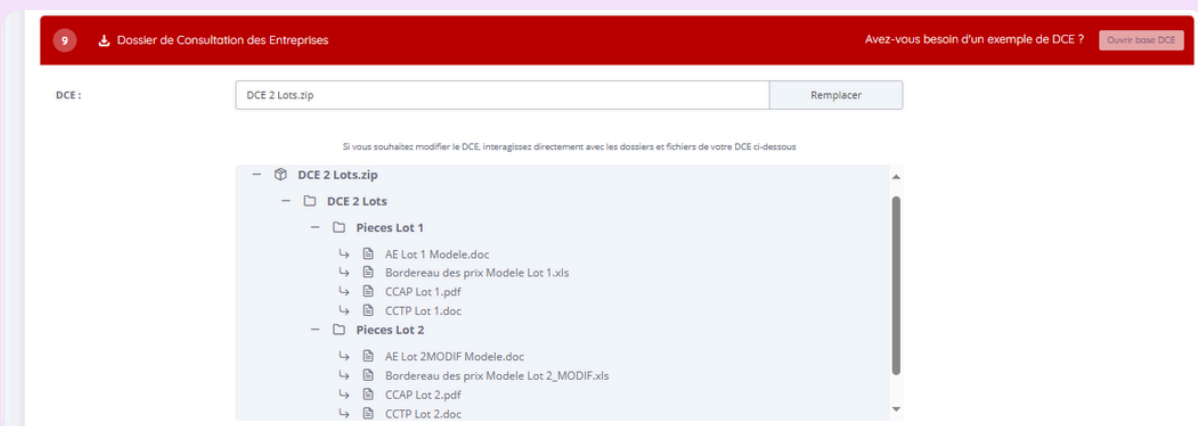 9 Dossier de Consultation des Entreprises Avez-vous besoin d'un exemple de DCE ? Ouvrir base DCE
DCE : DCE 2 Lots.zip Remplacer
Si vous souhaitez modifier le DCE, interagissez directement avec les dossiers et fichiers de votre DCE ci-dessous
DCE 2 Lots.zip
DCE 2 Lots
Pieces Lot 1
AE Lot 1 Modele.doc
Bordereau des prix Modele Lot 1.xls
CCAP Lot 1.pdf
CCTP Lot 1.doc
Pieces Lot 2
AE Lot 2MODIF Modele.doc
Bordereau des prix Modele Lot 2_MODIF.xls
CCAP Lot 2.pdf
CCTP Lot 2.doc